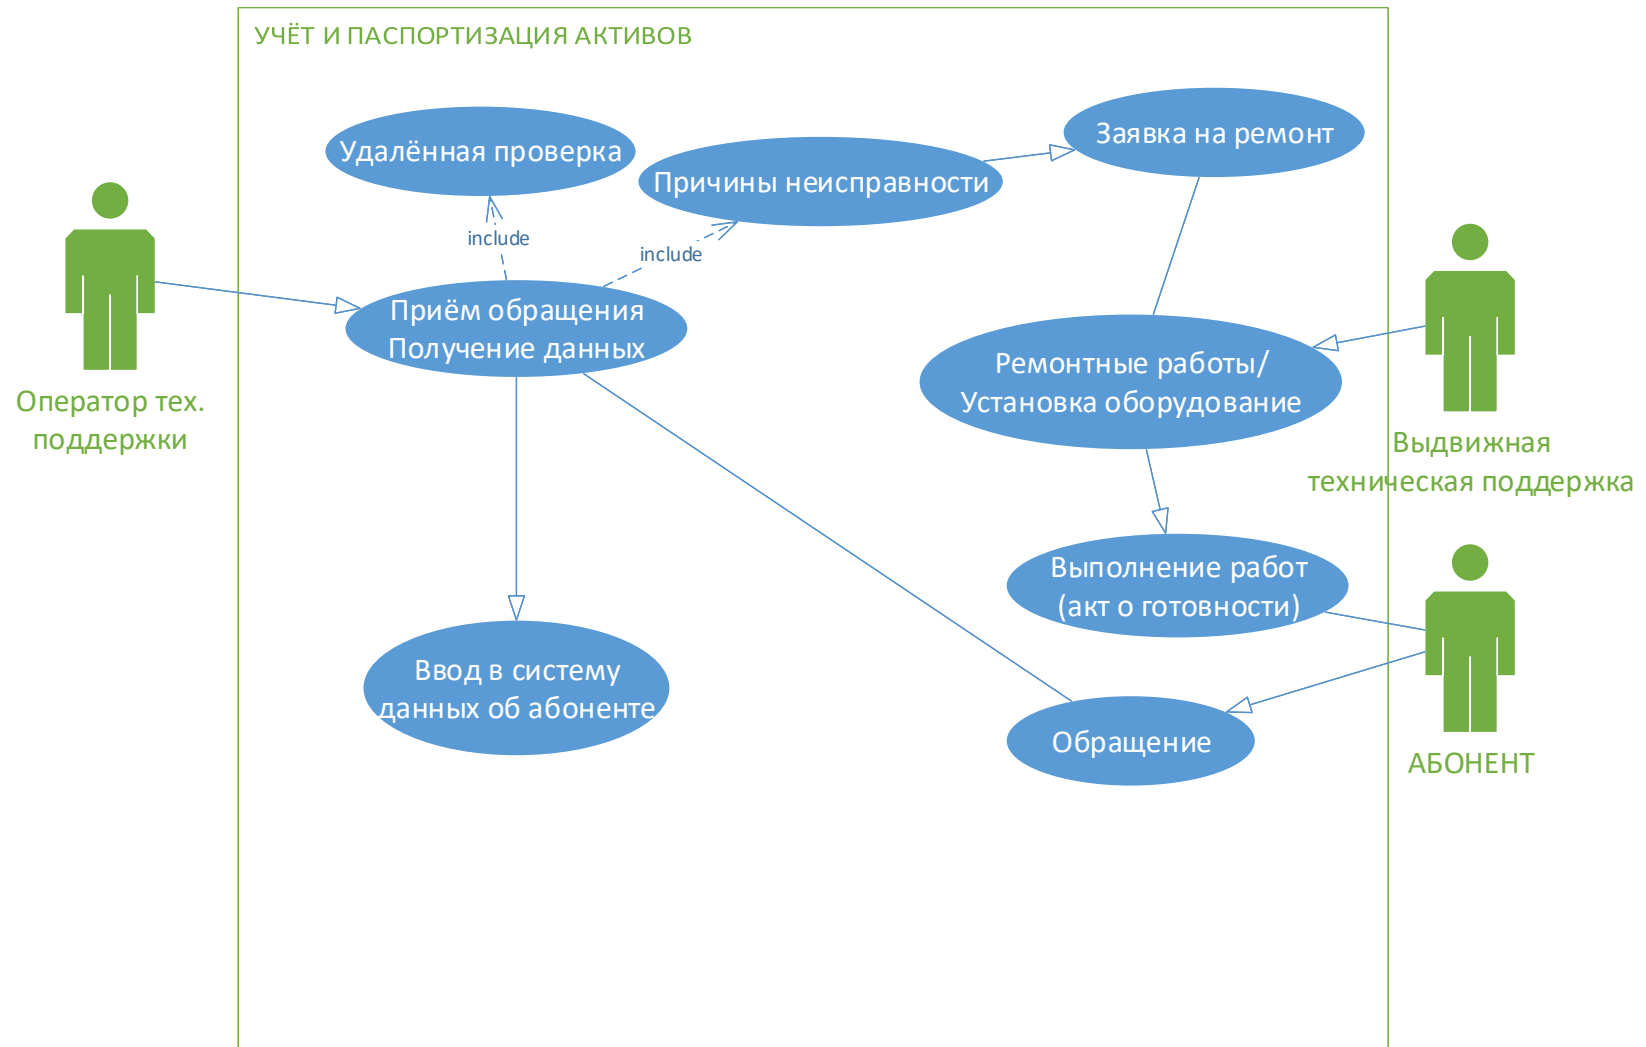 УЧЁТ И ПАСПОРТИЗАЦИЯ АКТИВОВ
Удалённая проверка
Причины неисправности
Заявка на ремонт
include
include
Приём обращения
Получение данных
Оператор тех.
поддержки
Ремонтные работы/
Установка оборудование
Выдвижная
техническая поддержка
Выполнение работ
(акт о готовности)
Ввод в систему
данных об абоненте
Обращение
АБОНЕНТ